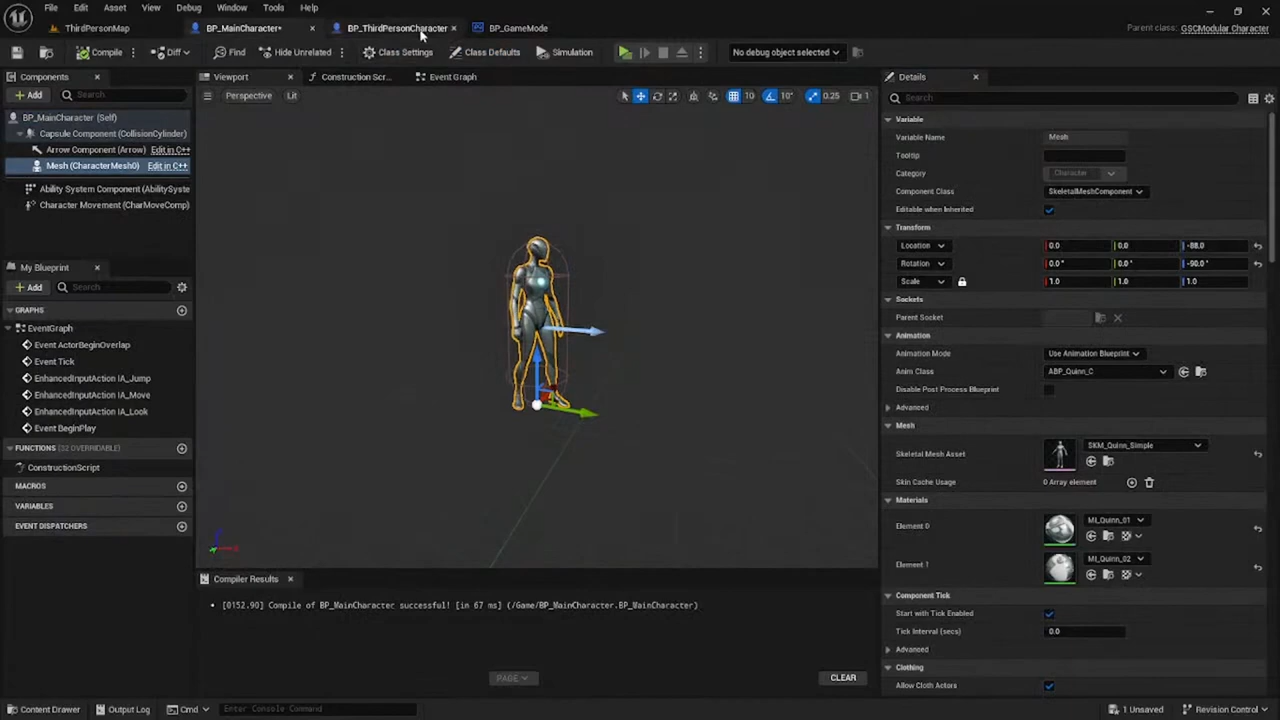 File Edit Asset View Debug Window Tools Help
ThirdPersonMap BP_MainCharacter• BP_ThirdPersonCharacter BP_GameMode Parent class: GSCModular Character
Compile Diff Find Hide Unrelated Class Settings Class Defaults Simulation No debug object selected
Components
Add Search
BP_MainCharacter (Self)
Capsule Component (CollisionCylinder)
Arrow Component (Arrow) Edit in C++
Mesh (CharacterMesh0) Edit in C++
Ability System Component (AbilitySyste
Character Movement (CharMoveComp)
My Blueprint
Add Search
GRAPHS
EventGraph
Event ActorBeginOverlap
Event Tick
EnhancedInputAction IA_Jump
EnhancedInputAction IA_Move
EnhancedInputAction IA_Look
Event BeginPlay
FUNCTIONS (32 OVERRIDABLE)
ConstructionScript
MACROS
VARIABLES
EVENT DISPATCHERS
Viewport Construction Scr... Event Graph
Perspective Lit 10 10° 0.25 1
Compiler Results
[0152.90] Compile of BP_MainCharacter successful! [in 67 ms] (/Game/BP_MainCharacter.BP_MainCharacter)
PAGE CLEAR
Details
Search
Variable
Variable Name Mesh
Tooltip
Category Character
Component Class SkeletalMeshComponent
Editable when Inherited
Transform
Location 0.0 0.0 -88.0
Rotation 0.0° 0.0° -90.0°
Scale 1.0 1.0 1.0
Sockets
Parent Socket
Animation
Animation Mode Use Animation Blueprint
Anim Class ABP_Quinn_C
Disable Post Process Blueprint
Advanced
Mesh
Skeletal Mesh Asset SKM_Quinn_Simple
Skin Cache Usage 0 Array element
Materials
Element 0 MI_Quinn_01
Element 1 MI_Quinn_02
Component Tick
Start with Tick Enabled
Tick Interval (secs) 0.0
Advanced
Clothing
Allow Cloth Actors
Content Drawer Output Log Cmd Enter Console Command 1 Unsaved Revision Control